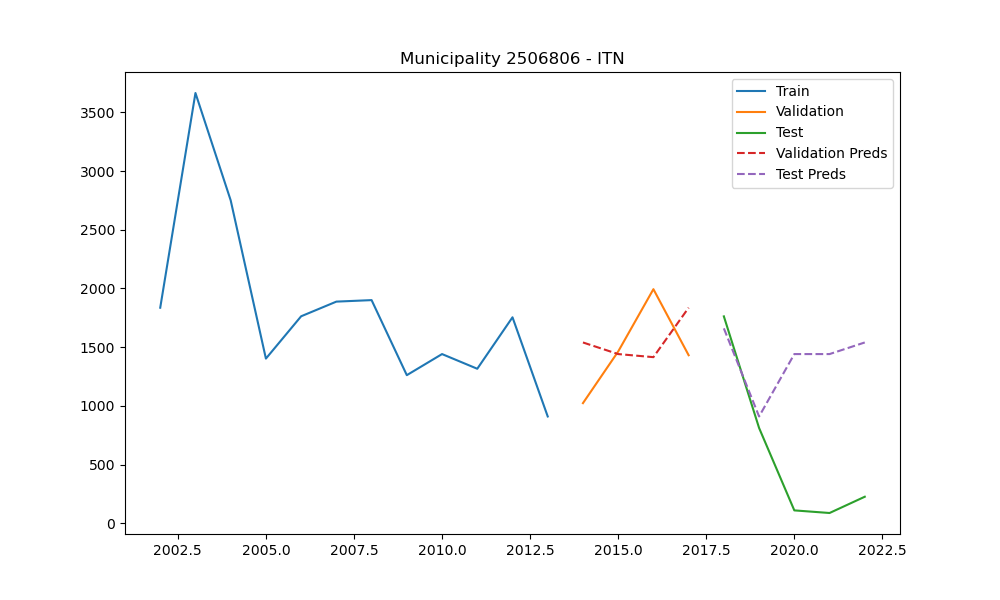 Municipality 2506806 - ITN
Train
Validation
Test
Validation Preds
Test Preds
3500
3000
2500
2000
1500
1000
500
0
2002.5 2005.0 2007.5 2010.0 2012.5 2015.0 2017.5 2020.0 2022.5